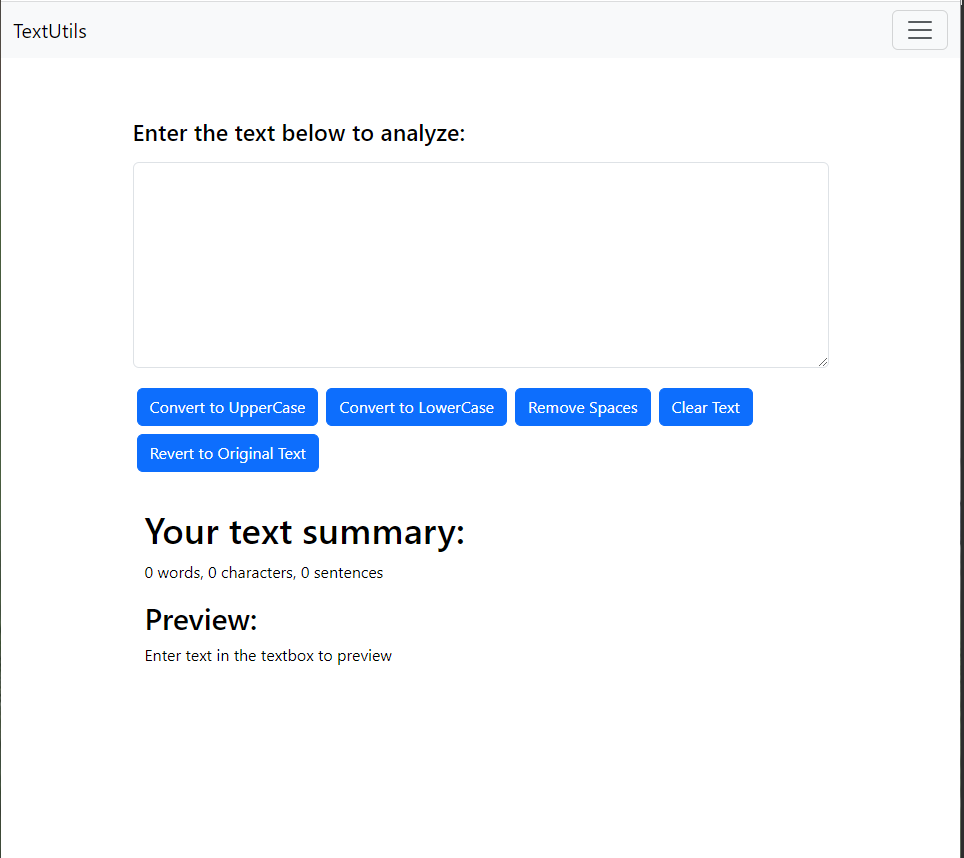 TextUtils
Enter the text below to analyze:
Convert to UpperCase Convert to LowerCase Remove Spaces Clear Text
Revert to Original Text
Your text summary:
0 words, 0 characters, 0 sentences
Preview:
Enter text in the textbox to preview